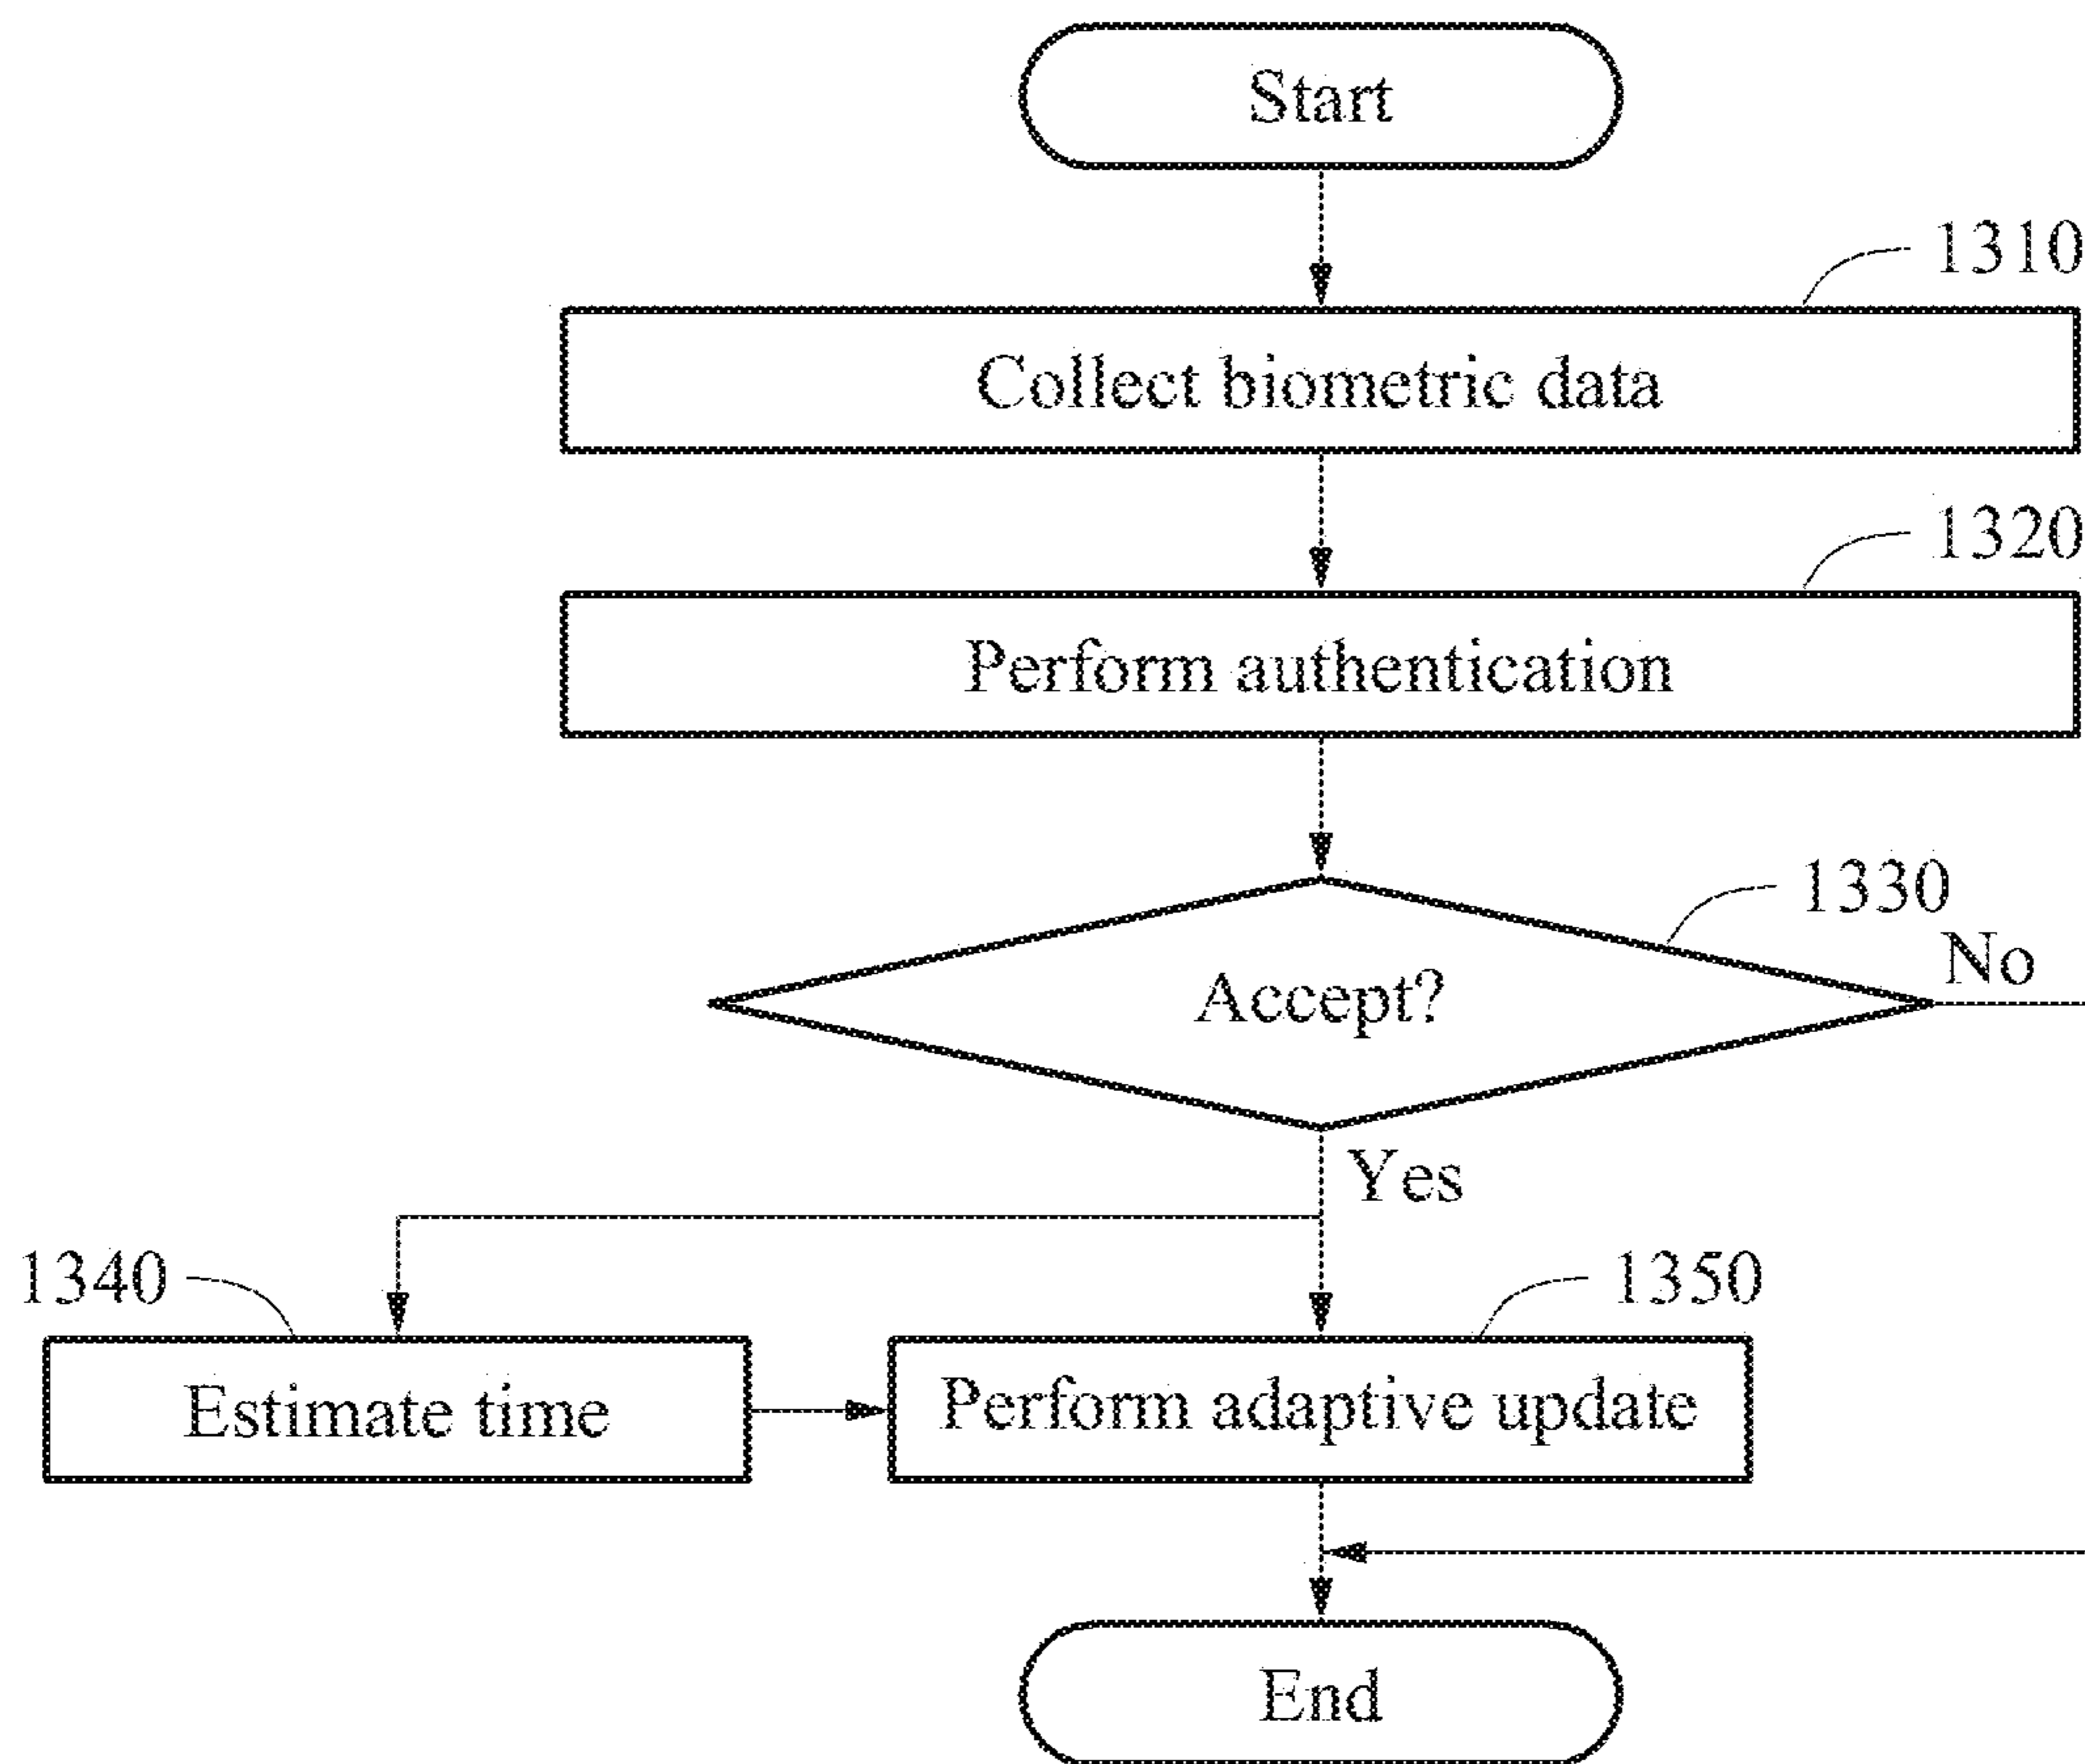 Start
1310
Collect biometric data
1320
Perform authentication
1330
Accept?
No
Yes
1340
1350
Estimate time
Perform adaptive update
End